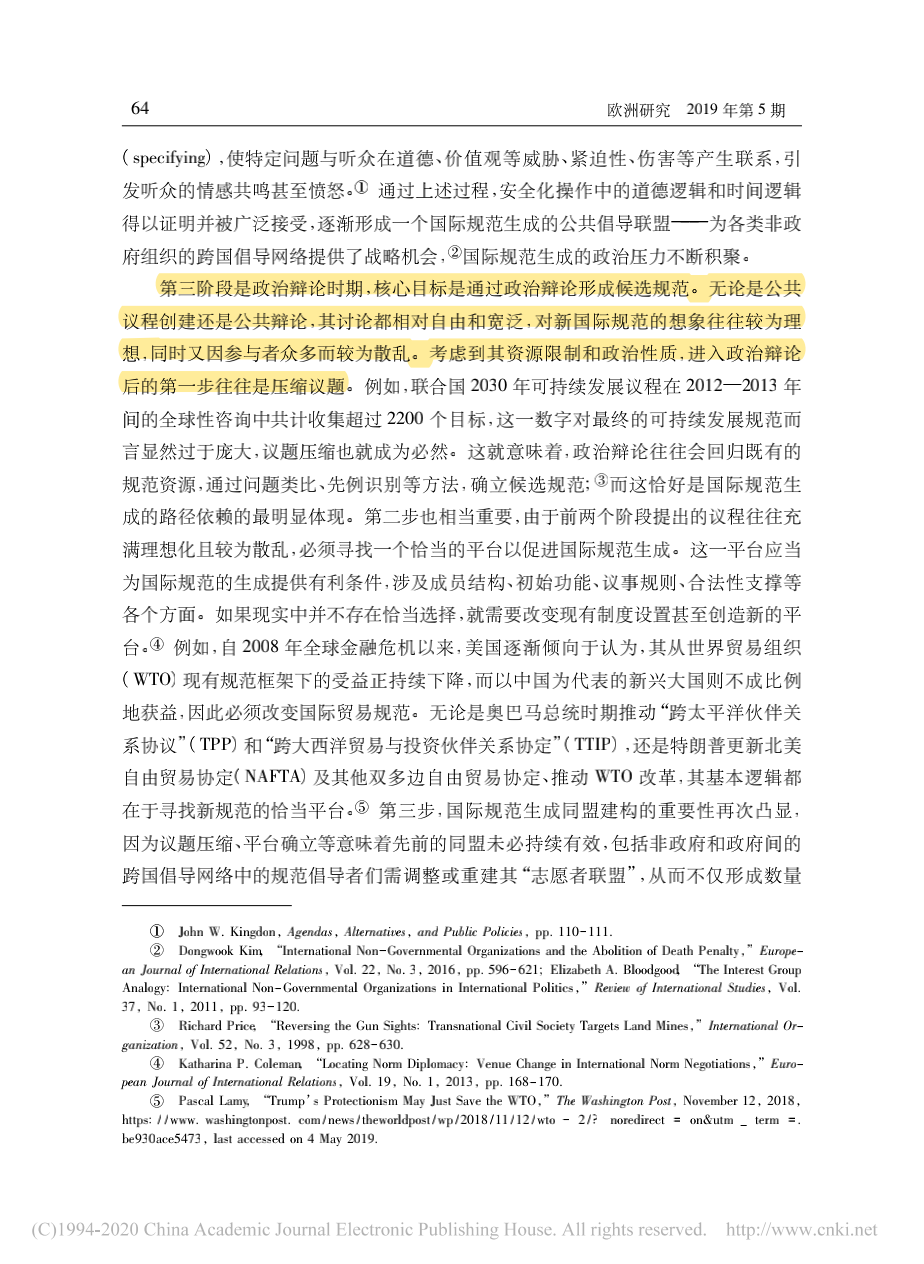 64
欧洲研究 2019 年第 5 期
( specifying) ,使特定问题与听众在道德、价值观等威胁、紧迫性、伤害等产生联系,引
发听众的情感共鸣甚至愤怒。① 通过上述过程,安全化操作中的道德逻辑和时间逻辑
得以证明并被广泛接受,逐渐形成一个国际规范生成的公共倡导联盟——为各类非政
府组织的跨国倡导网络提供了战略机会,②国际规范生成的政治压力不断积聚。
第三阶段是政治辩论时期,核心目标是通过政治辩论形成候选规范。无论是公共
议程创建还是公共辩论,其讨论都相对自由和宽泛,对新国际规范的想象往往较为理
想,同时又因参与者众多而较为散乱。考虑到其资源限制和政治性质,进入政治辩论
后的第一步往往是压缩议题。例如,联合国 2030 年可持续发展议程在 2012—2013 年
间的全球性咨询中共计收集超过 2200 个目标,这一数字对最终的可持续发展规范而
言显然过于庞大,议题压缩也就成为必然。这就意味着,政治辩论往往会回归既有的
规范资源,通过问题类比、先例识别等方法,确立候选规范;③而这恰好是国际规范生
成的路径依赖的最明显体现。第二步也相当重要,由于前两个阶段提出的议程往往充
满理想化且较为散乱,必须寻找一个恰当的平台以促进国际规范生成。这一平台应当
为国际规范的生成提供有利条件,涉及成员结构、初始功能、议事规则、合法性支撑等
各个方面。如果现实中并不存在恰当选择,就需要改变现有制度设置甚至创造新的平
台。④ 例如,自 2008 年全球金融危机以来,美国逐渐倾向于认为,其从世界贸易组织
( WTO) 现有规范框架下的受益正持续下降,而以中国为代表的新兴大国则不成比例
地获益,因此必须改变国际贸易规范。无论是奥巴马总统时期推动“跨太平洋伙伴关
系协议”( TPP) 和“跨大西洋贸易与投资伙伴关系协定”( TTIP) ,还是特朗普更新北美
自由贸易协定( NAFTA) 及其他双多边自由贸易协定、推动 WTO 改革,其基本逻辑都
在于寻找新规范的恰当平台。⑤ 第三步,国际规范生成同盟建构的重要性再次凸显,
因为议题压缩、平台确立等意味着先前的同盟未必持续有效,包括非政府和政府间的
跨国倡导网络中的规范倡导者们需调整或重建其“志愿者联盟”,从而不仅形成数量
① John W. Kingdon, Agendas, Alternatives, and Public Policies, pp. 110-111.
② Dongwook Kim, “International Non-Governmental Organizations and the Abolition of Death Penalty,” Europe-
an Journal of International Relations, Vol. 22, No. 3, 2016, pp. 596-621; Elizabeth A. Bloodgood, “The Interest Group
Analogy: International Non-Governmental Organizations in International Politics,” Review of International Studies, Vol.
37, No. 1, 2011, pp. 93-120.
③ Richard Price, “Reversing the Gun Sights: Transnational Civil Society Targets Land Mines,” International Or-
ganization, Vol. 52, No. 3, 1998, pp. 628-630.
④ Katharina P. Coleman, “Locating Norm Diplomacy: Venue Change in International Norm Negotiations,” Euro-
pean Journal of International Relations, Vol. 19, No. 1, 2013, pp. 168-170.
⑤ Pascal Lamy, “Trump’s Protectionism May Just Save the WTO,” The Washington Post, November 12, 2018,
https: //www. washingtonpost. com/news/theworldpost/wp/2018/11/12/wto - 2/? noredirect = on&utm _ term =.
be930ace5473, last accessed on 4 May 2019.
(C)1994-2020 China Academic Journal Electronic Publishing House. All rights reserved. http://www.cnki.net